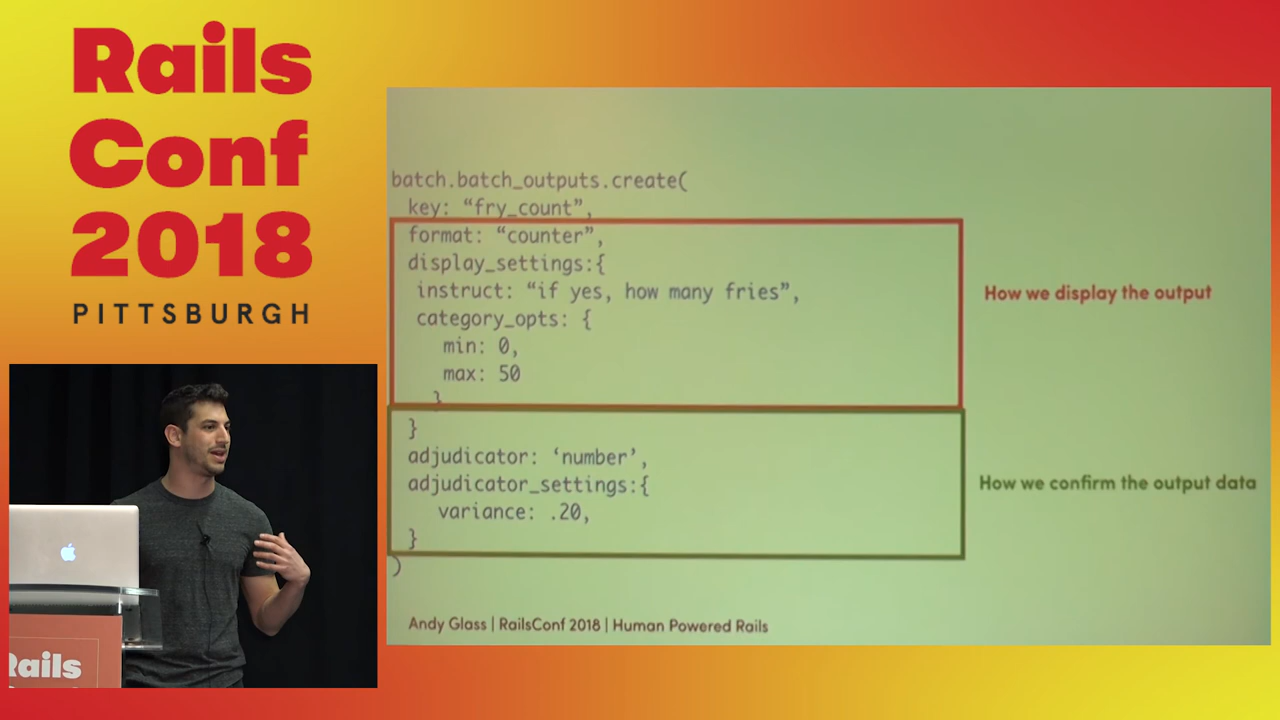 Rails
Conf
2018
PITTSBURGH
batch.batch_outputs.create(
key: “fry_count”,
format: “counter”,
display_settings:{
instruct: “if yes, how many fries”,
category_opts: {
min: 0,
max: 50
}
}
adjudicator: ‘number’,
adjudicator_settings:{
variance: .20,
}
)
How we display the output
How we confirm the output data
Andy Glass | RailsConf 2018 | Human Powered Rails
Rails